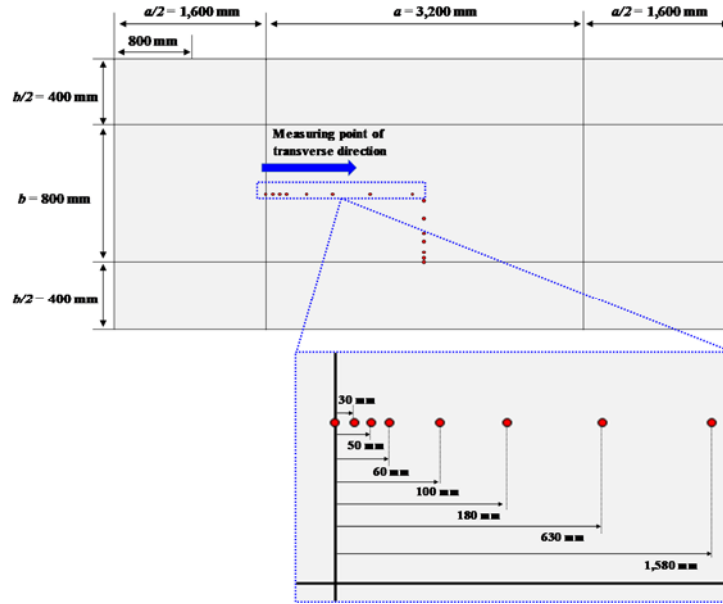 a/2 = 1,600 mm
a = 3,200 mm
a/2 = 1,600 mm
800 mm
b/2 = 400 mm
Measuring point of
transverse direction
b = 800 mm
b/2 = 400 mm
30 mm
50 mm
60 mm
100 mm
180 mm
630 mm
1,580 mm